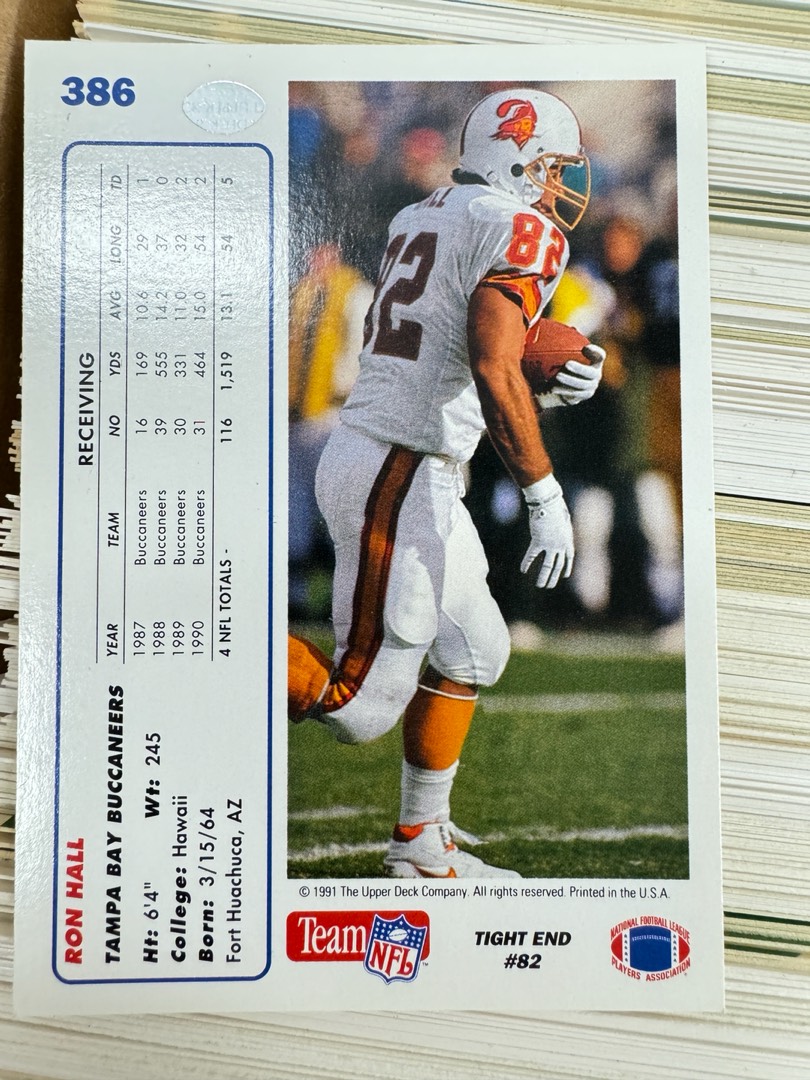 386
RON HALL
TAMPA BAY BUCCANEERS
Ht: 6'4" Wt: 245
College: Hawaii
Born: 3/15/64
Fort Huachuca, AZ
RECEIVING
YEAR TEAM NO YDS AVG LONG TD
1987 Buccaneers 16 169 10.6 29 1
1988 Buccaneers 39 555 14.2 37 0
1989 Buccaneers 30 331 11.0 32 2
1990 Buccaneers 31 464 15.0 54 2
4 NFL TOTALS - 116 1,519 13.1 54 5
82
82
© 1991 The Upper Deck Company. All rights reserved. Printed in the U.S.A.
Team NFL™
TIGHT END
#82
NATIONAL FOOTBALL LEAGUE
PLAYERS ASSOCIATION